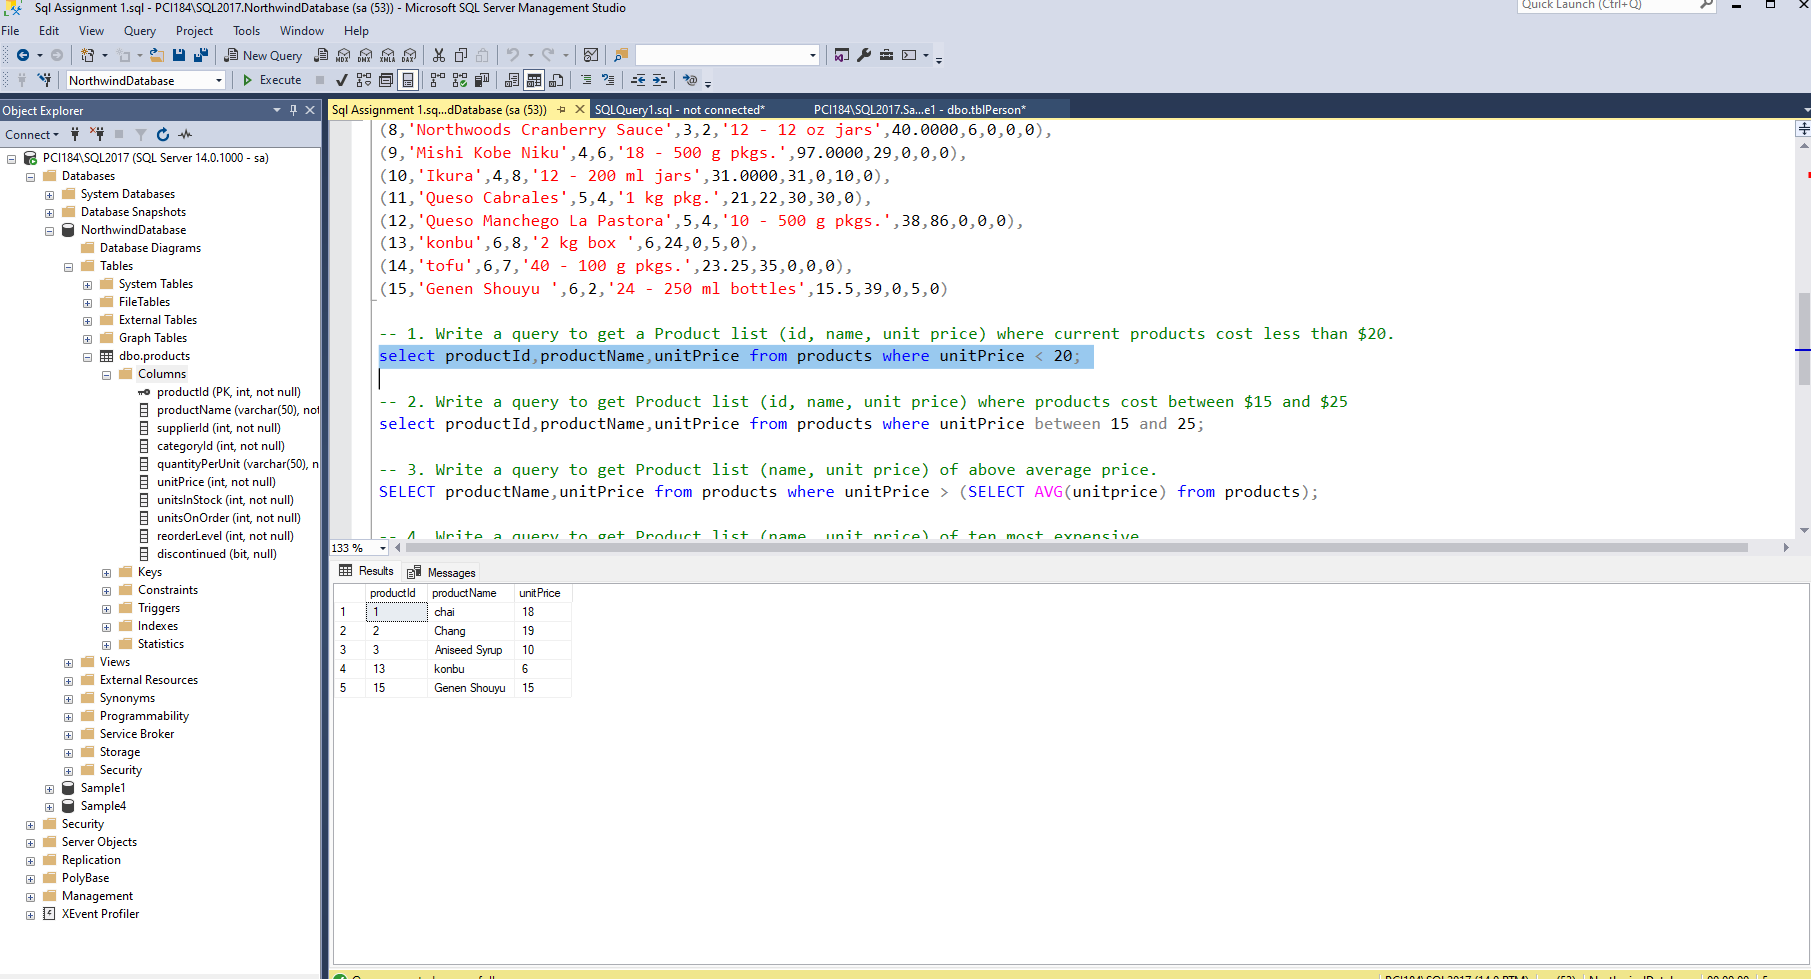 Sql Assignment 1.sql - PCI184\SQL2017.NorthwindDatabase (sa (53)) - Microsoft SQL Server Management Studio
Quick Launch (Ctrl+Q)
File Edit View Query Project Tools Window Help
New Query
NorthwindDatabase Execute
Object Explorer
Sql Assignment 1.sq...dDatabase (sa (53)) SQLQuery1.sql - not connected* PCI184\SQL2017.Sa...e1 - dbo.tblPerson*
Connect
PCI184\SQL2017 (SQL Server 14.0.1000 - sa)
Databases
System Databases
Database Snapshots
NorthwindDatabase
Database Diagrams
Tables
System Tables
FileTables
External Tables
Graph Tables
dbo.products
Columns
productId (PK, int, not null)
productName (varchar(50), not
supplierId (int, not null)
categoryId (int, not null)
quantityPerUnit (varchar(50), n
unitPrice (int, not null)
unitsInStock (int, not null)
unitsOnOrder (int, not null)
reorderLevel (int, not null)
discontinued (bit, null)
Keys
Constraints
Triggers
Indexes
Statistics
Views
External Resources
Synonyms
Programmability
Service Broker
Storage
Security
Sample1
Sample4
Security
Server Objects
Replication
PolyBase
Management
XEvent Profiler
(8,'Northwoods Cranberry Sauce',3,2,'12 - 12 oz jars',40.0000,6,0,0,0),
(9,'Mishi Kobe Niku',4,6,'18 - 500 g pkgs.',97.0000,29,0,0,0),
(10,'Ikura',4,8,'12 - 200 ml jars',31.0000,31,0,10,0),
(11,'Queso Cabrales',5,4,'1 kg pkg.',21,22,30,30,0),
(12,'Queso Manchego La Pastora',5,4,'10 - 500 g pkgs.',38,86,0,0,0),
(13,'konbu',6,8,'2 kg box ',6,24,0,5,0),
(14,'tofu',6,7,'40 - 100 g pkgs.',23.25,35,0,0,0),
(15,'Genen Shouyu ',6,2,'24 - 250 ml bottles',15.5,39,0,5,0)
-- 1. Write a query to get a Product list (id, name, unit price) where current products cost less than $20.
select productId,productName,unitPrice from products where unitPrice < 20;
-- 2. Write a query to get Product list (id, name, unit price) where products cost between $15 and $25
select productId,productName,unitPrice from products where unitPrice between 15 and 25;
-- 3. Write a query to get Product list (name, unit price) of above average price.
SELECT productName,unitPrice from products where unitPrice > (SELECT AVG(unitprice) from products);
-- 4. Write a query to get Product list (name, unit price) of ten most expensive
133 %
Results Messages
productId productName unitPrice
1 1 chai 18
2 2 Chang 19
3 3 Aniseed Syrup 10
4 13 konbu 6
5 15 Genen Shouyu 15